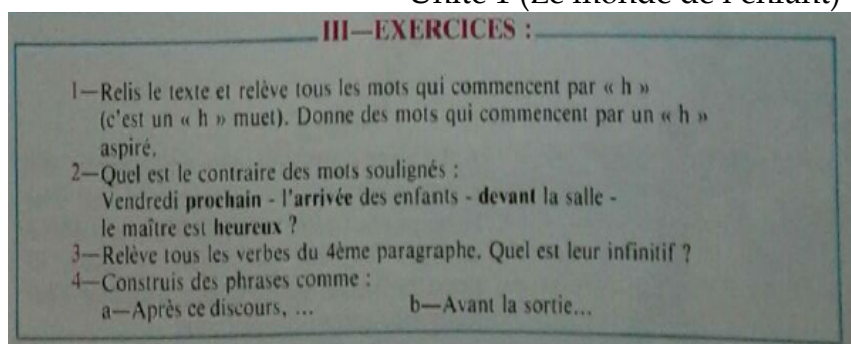 Unité 1 (Le monde de l'enfant)
III—EXERCICES :
1—Relis le texte et relève tous les mots qui commencent par « h »
(c'est un « h » muet). Donne des mots qui commencent par un « h »
aspiré.
2—Quel est le contraire des mots soulignés :
Vendredi prochain - l'arrivée des enfants - devant la salle -
le maître est heureux ?
3—Relève tous les verbes du 4ème paragraphe. Quel est leur infinitif ?
4—Construis des phrases comme :
a—Après ce discours, ... b—Avant la sortie...